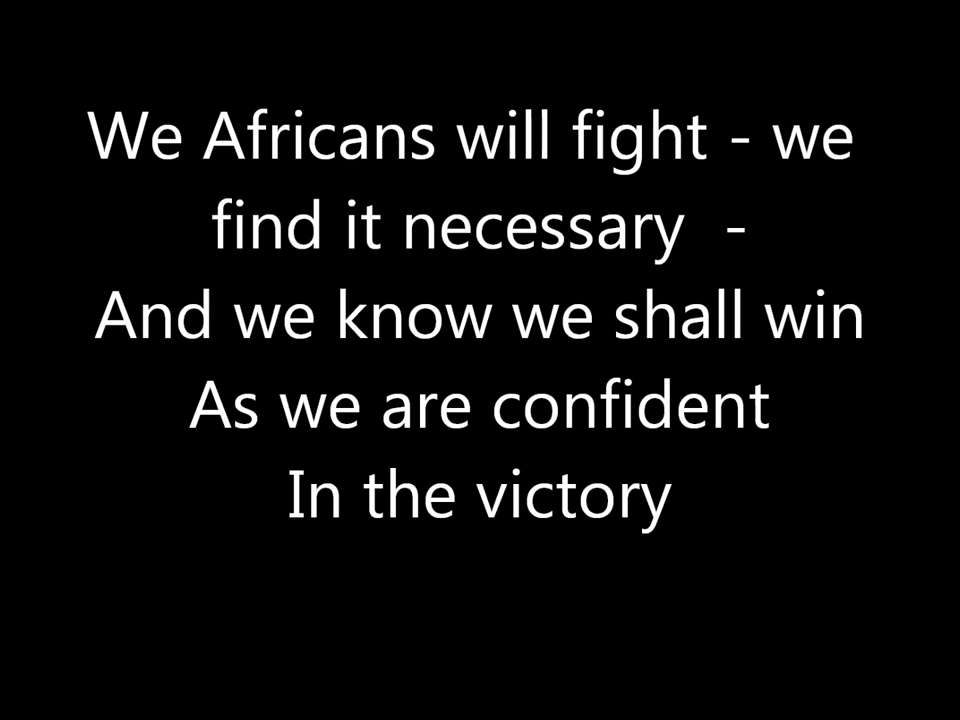 We Africans will fight - we
find it necessary  -
And we know we shall win
As we are confident
In the victory